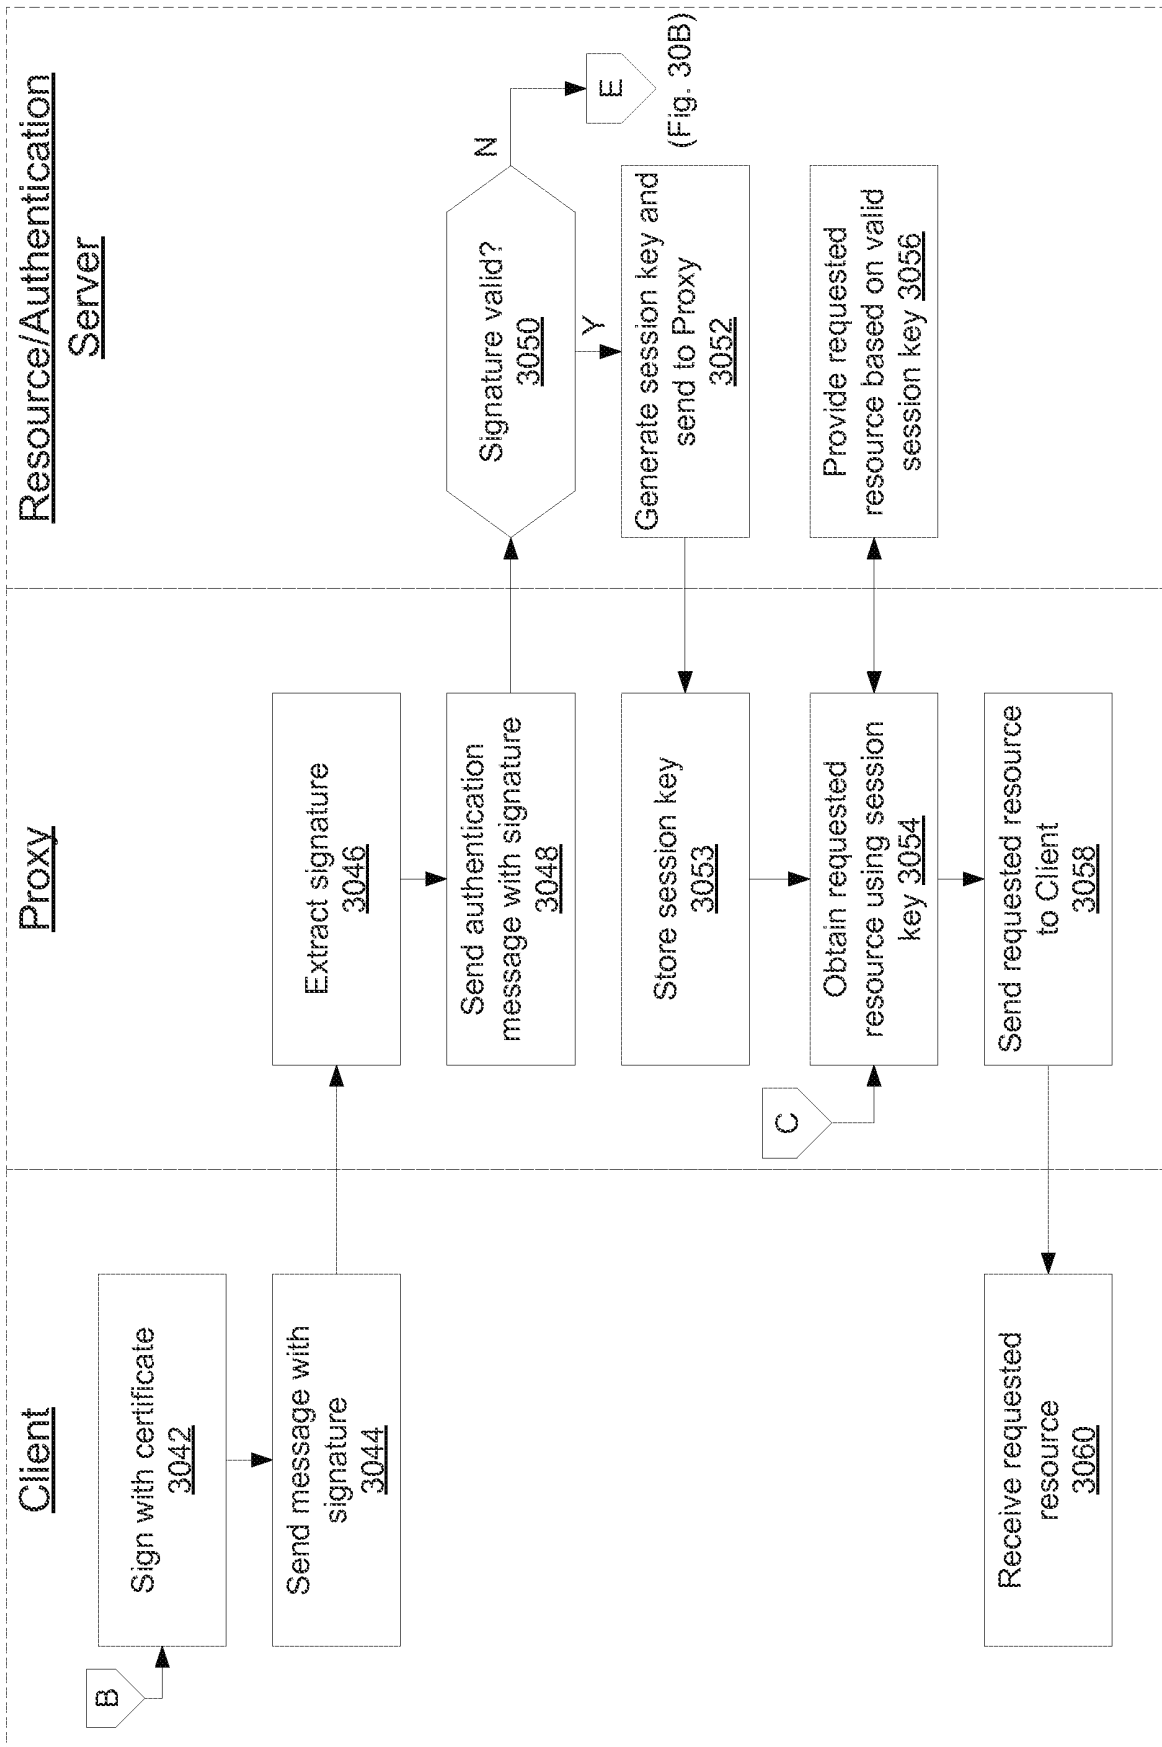 Client
Proxy
Resource/Authentication
Server
B
Sign with certificate
3042
Send message with
signature
3044
Extract signature
3046
Send authentication
message with signature
3048
Signature valid?
3050
N
E
(Fig. 30B)
Y
Generate session key and
send to Proxy
3052
Store session key
3053
C
Obtain requested
resource using session
key 3054
Provide requested
resource based on valid
session key 3056
Send requested resource
to Client
3058
Receive requested
resource
3060